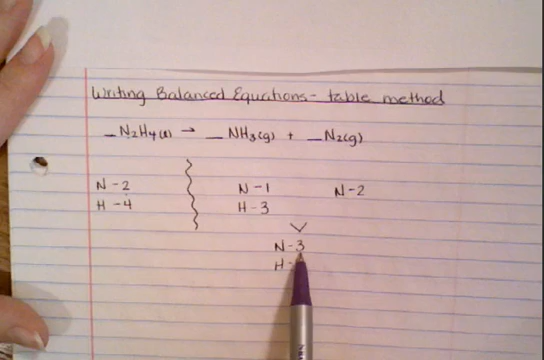 Writing Balanced Equations - table method
_N2H4(l) → _NH3(g) + _N2(g)
N-2 N-1 N-2
H-4 H-3
N-3
H-